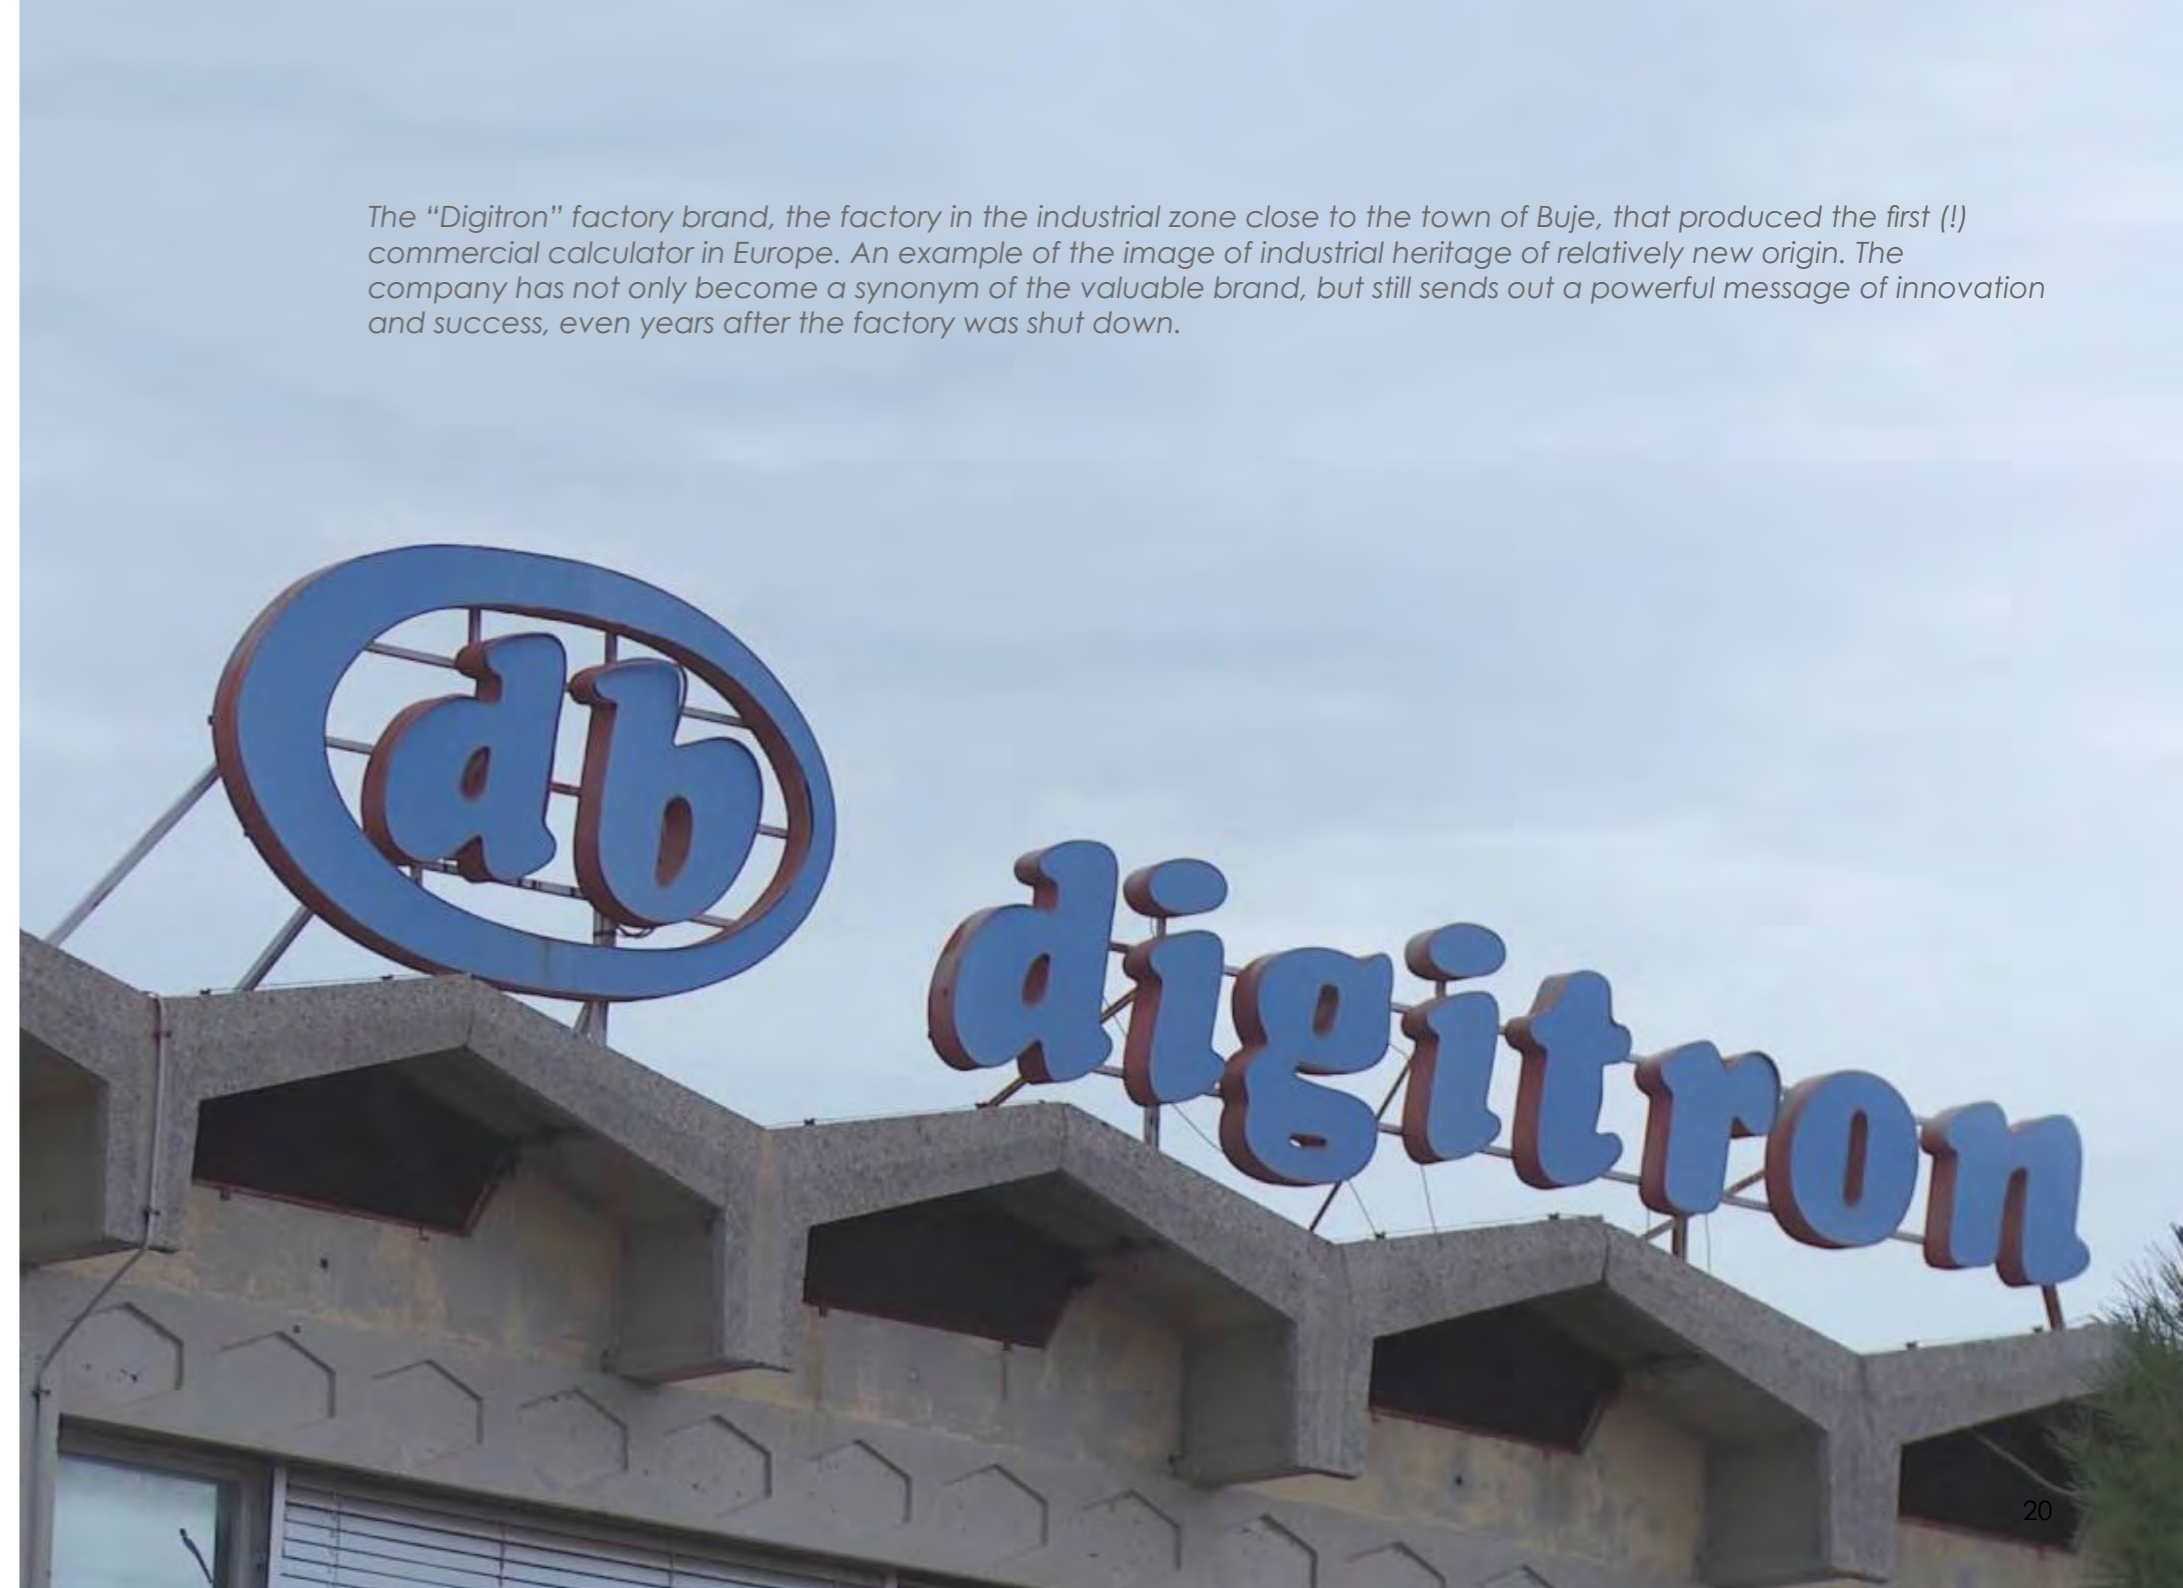 The “Digitron” factory brand, the factory in the industrial zone close to the town of Buje, that produced the first (!)
commercial calculator in Europe. An example of the image of industrial heritage of relatively new origin. The
company has not only become a synonym of the valuable brand, but still sends out a powerful message of innovation
and success, even years after the factory was shut down.
db
digitron
20